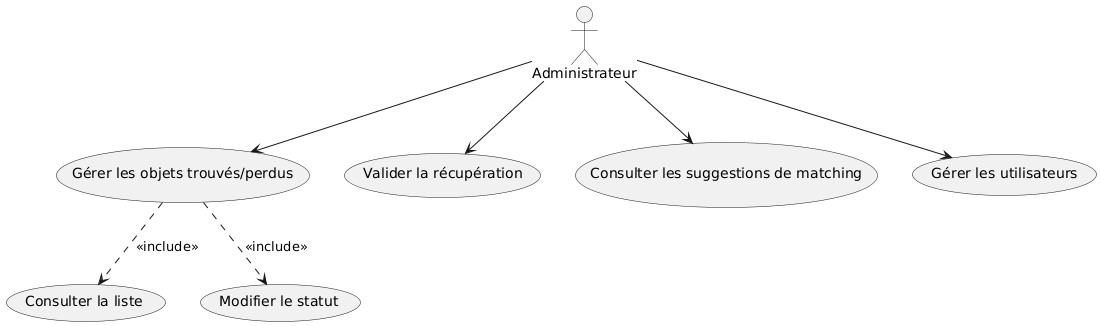 Administrateur
Gérer les objets trouvés/perdus
Valider la récupération
Consulter les suggestions de matching
Gérer les utilisateurs
«include»
«include»
Consulter la liste
Modifier le statut